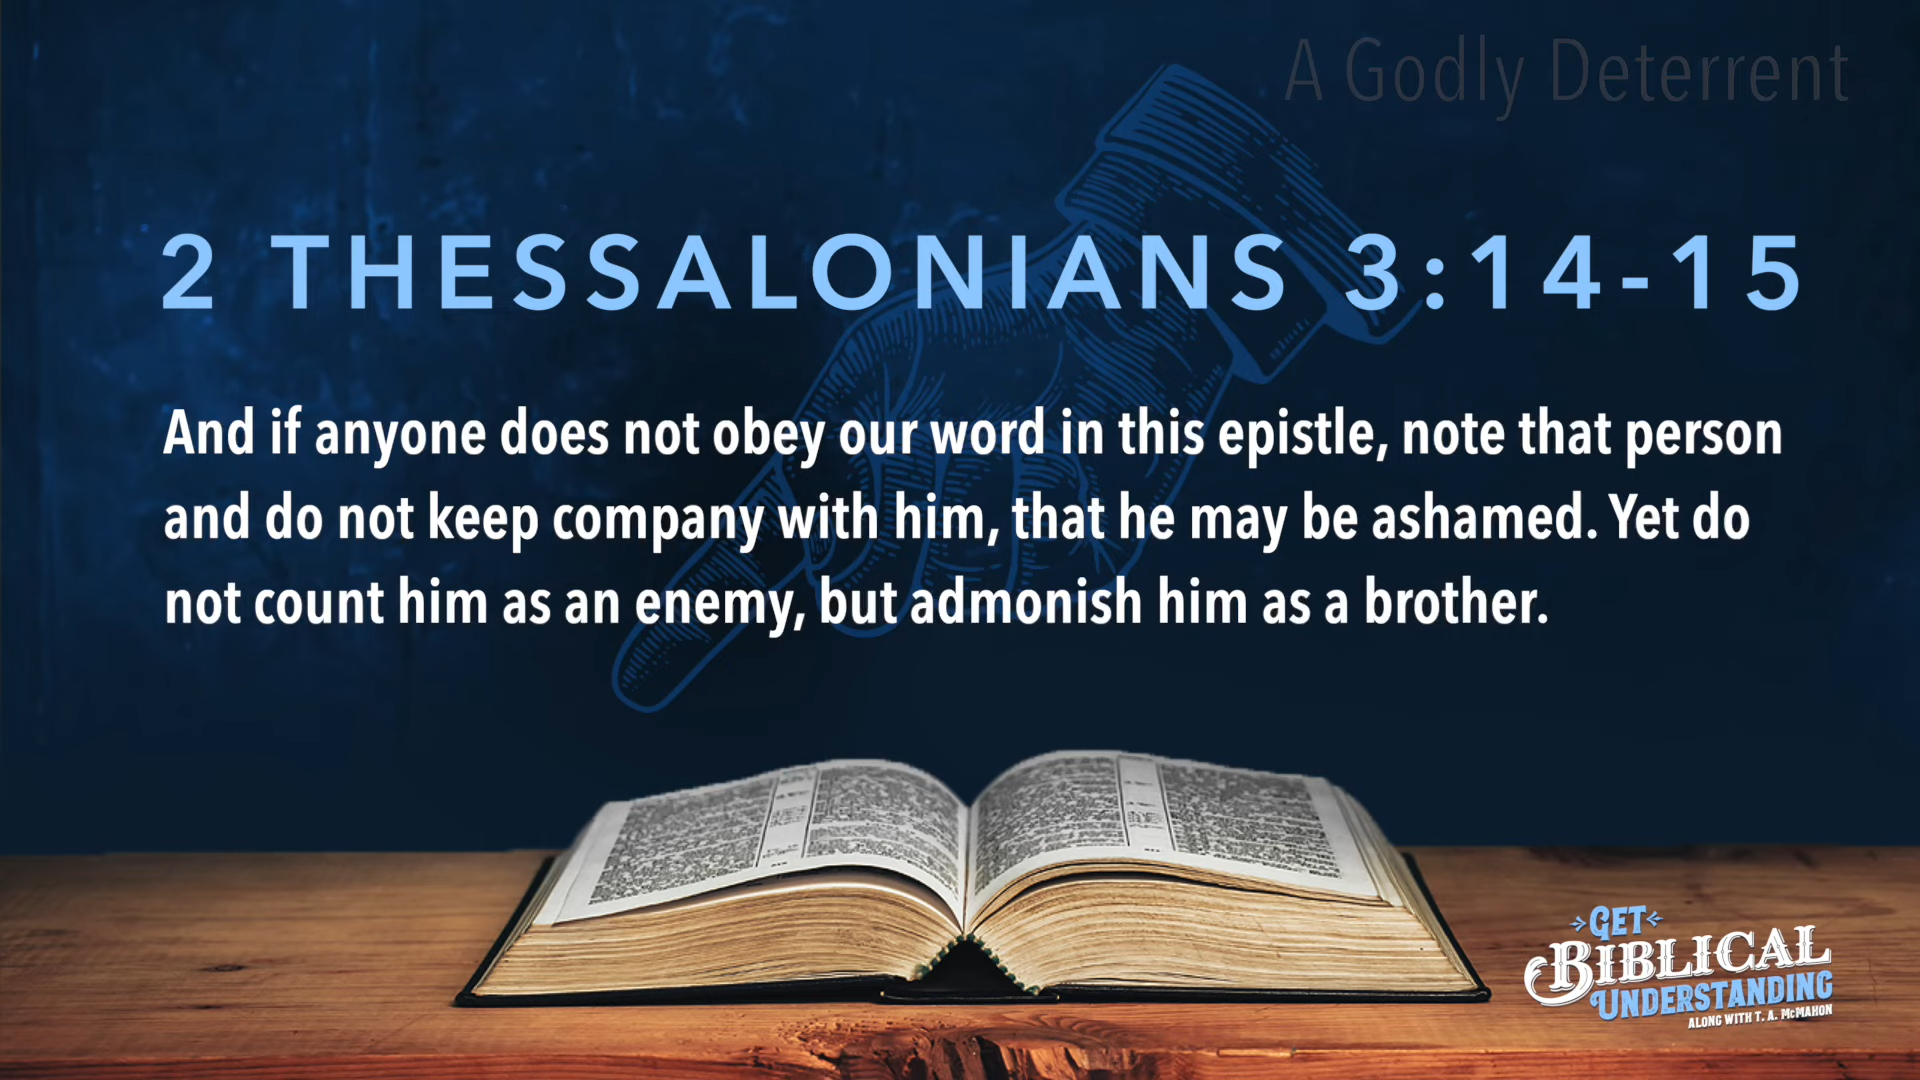 A Godly Deterrent
2 THESSALONIANS 3:14-15
And if anyone does not obey our word in this epistle, note that person
and do not keep company with him, that he may be ashamed. Yet do
not count him as an enemy, but admonish him as a brother.
GET
BIBLICAL
UNDERSTANDING
ALONG WITH T. A. McMAHON